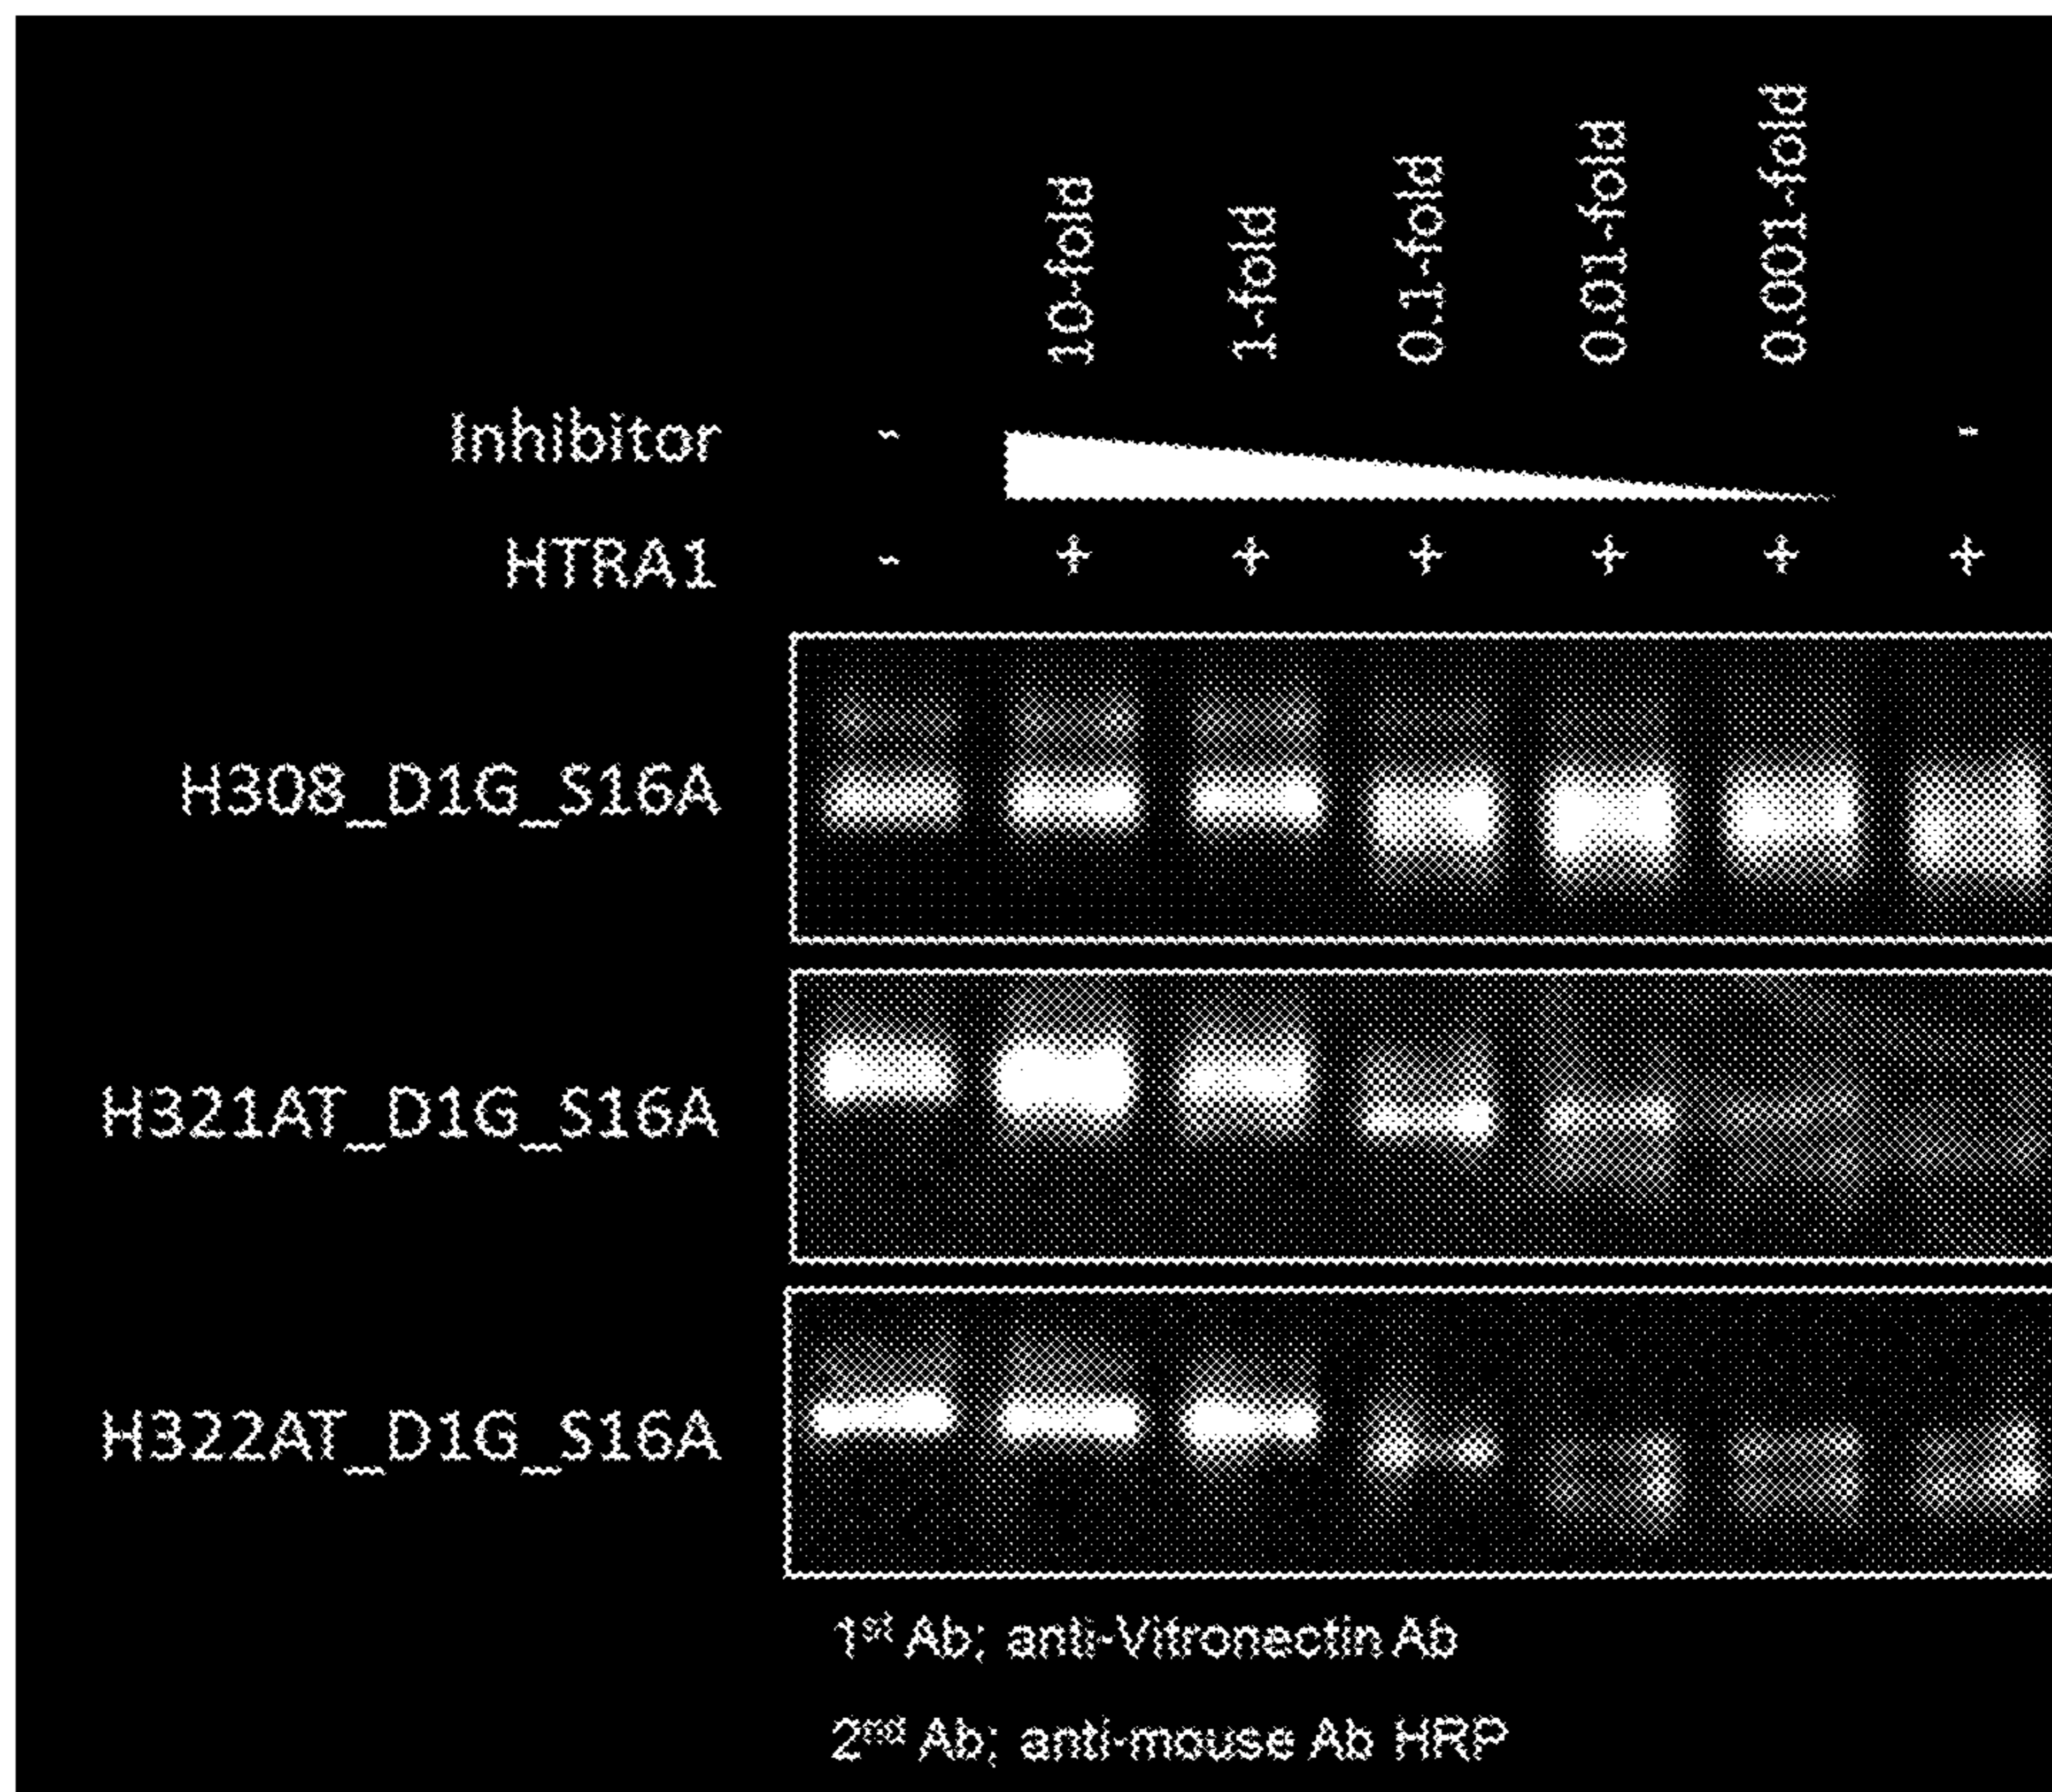 10-fold
1-fold
0.1-fold
0.01-fold
0.001-fold
Inhibitor - -
HTRA1 - + + + + + +
H308_D1G_S16A
H321AT_D1G_S16A
H322AT_D1G_S16A
1st Ab; anti-Vitronectin Ab
2nd Ab; anti-mouse Ab HRP